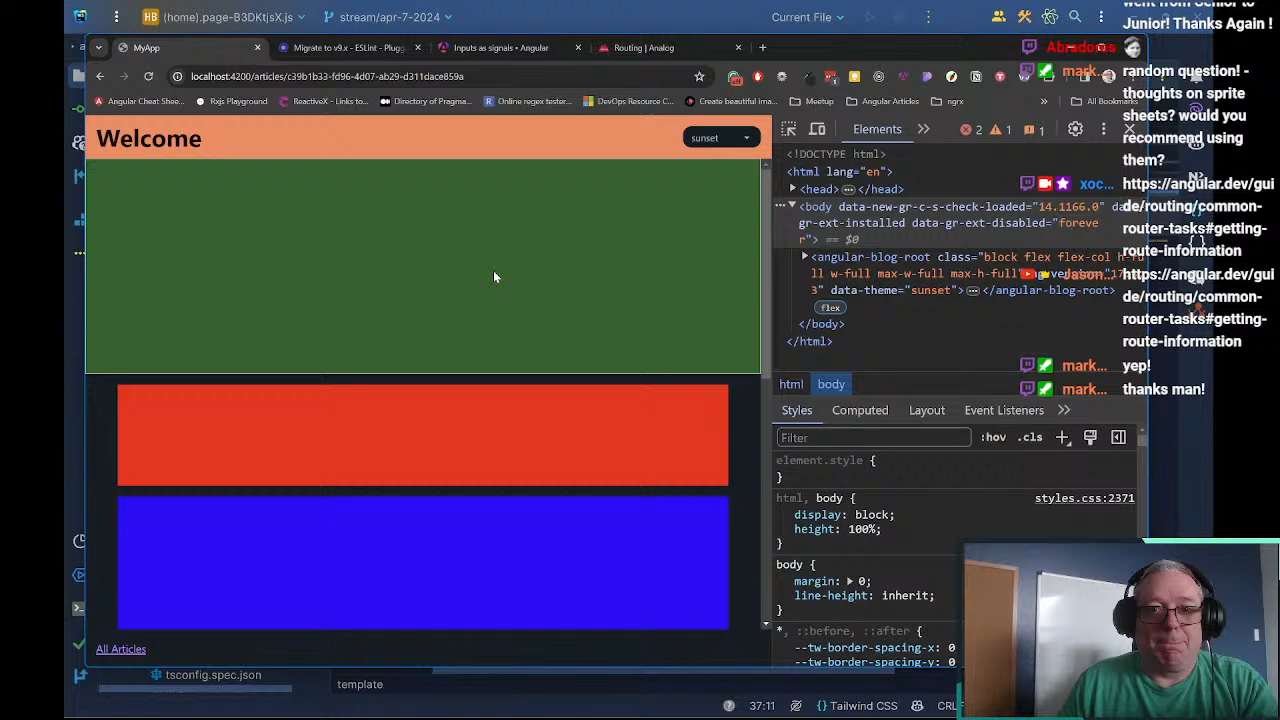 (home).page-B3DKtjsX.js
stream/apr-7-2024
Current File
went from Senior to
Junior! Thanks Again !
MyApp
Migrate to v9.x - ESLint - Plugg
Inputs as signals • Angular
Routing | Analog
Abradores
localhost:4200/articles/c39b1b33-fd96-4d07-ab29-d311dace859a
mark...
random question! -
thoughts on sprite
sheets? would you
recommend using
them?
Angular Cheat Shee...
Rxjs Playground
ReactiveX - Links to...
Directory of Pragma...
Online regex tester...
DevOps Resource C...
Create beautiful ima...
Meetup
Angular Articles
ngrx
All Bookmarks
Welcome
sunset
Elements
2
1
1
<!DOCTYPE html>
<html lang="en">
<head>
</head>
<body data-new-gr-c-s-check-loaded="14.1166.0"
gr-ext-installed data-gr-ext-disabled="foreve
r"> == $0
<angular-blog-root class="block flex flex-col h-fu
ll w-full max-w-full max-h-full"
3" data-theme="sunset">
</angular-blog-root>
flex
</body>
</html>
xoc...
https://angular.dev/gui
de/routing/common-
router-tasks#getting-
route-information
Jason...
https://angular.dev/gui
de/routing/common-
router-tasks#getting-
route-information
mark...
yep!
mark...
thanks man!
html
body
Styles
Computed
Layout
Event Listeners
Filter
:hov
.cls
element.style {
}
html, body {
styles.css:2371
display: block;
height: 100%;
}
body {
margin: 0;
line-height: inherit;
}
*, ::before, ::after {
--tw-border-spacing-x: 0
--tw-border-spacing-y: 0
All Articles
tsconfig.spec.json
template
37:11
Tailwind CSS